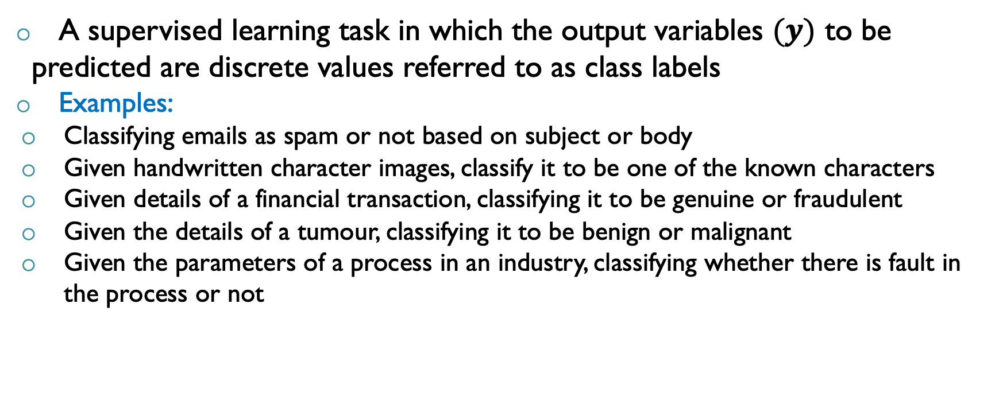 A supervised learning task in which the output variables (y) to be
predicted are discrete values referred to as class labels
Examples:
Classifying emails as spam or not based on subject or body
Given handwritten character images, classify it to be one of the known characters
Given details of a financial transaction, classifying it to be genuine or fraudulent
Given the details of a tumour, classifying it to be benign or malignant
Given the parameters of a process in an industry, classifying whether there is fault in
the process or not